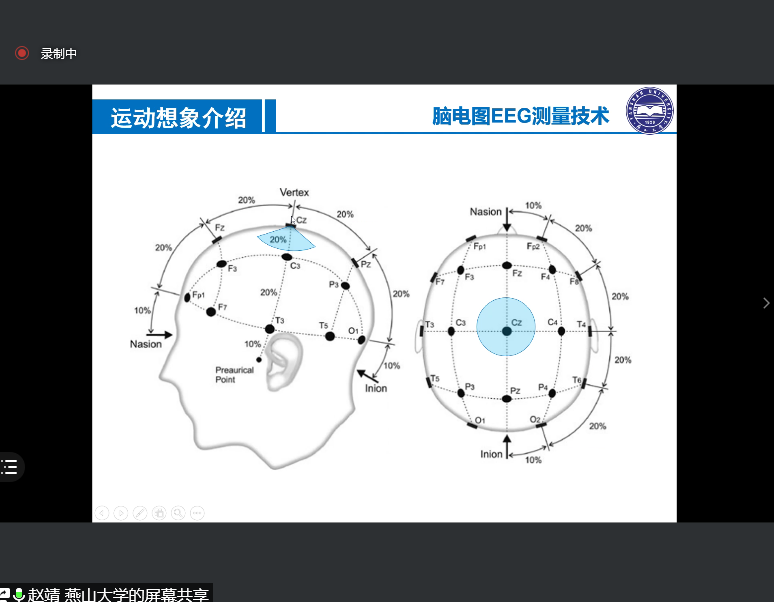 录制中
运动想象介绍
脑电图EEG测量技术
Vertex
20%
20%
Cz
Fz
20%
20%
Pz
F3
C3
P3
20%
20%
Fp1
F7
10%
T3
T5
O1
Nasion
10%
Preaurical
Point
10%
Inion
Nasion
10%
20%
Fp1
Fp2
F7
F3
Fz
F4
F8
20%
T3
C3
Cz
C4
T4
20%
T5
P3
Pz
P4
T6
O1
O2
20%
Inion
10%
赵靖 燕山大学的屏幕共享